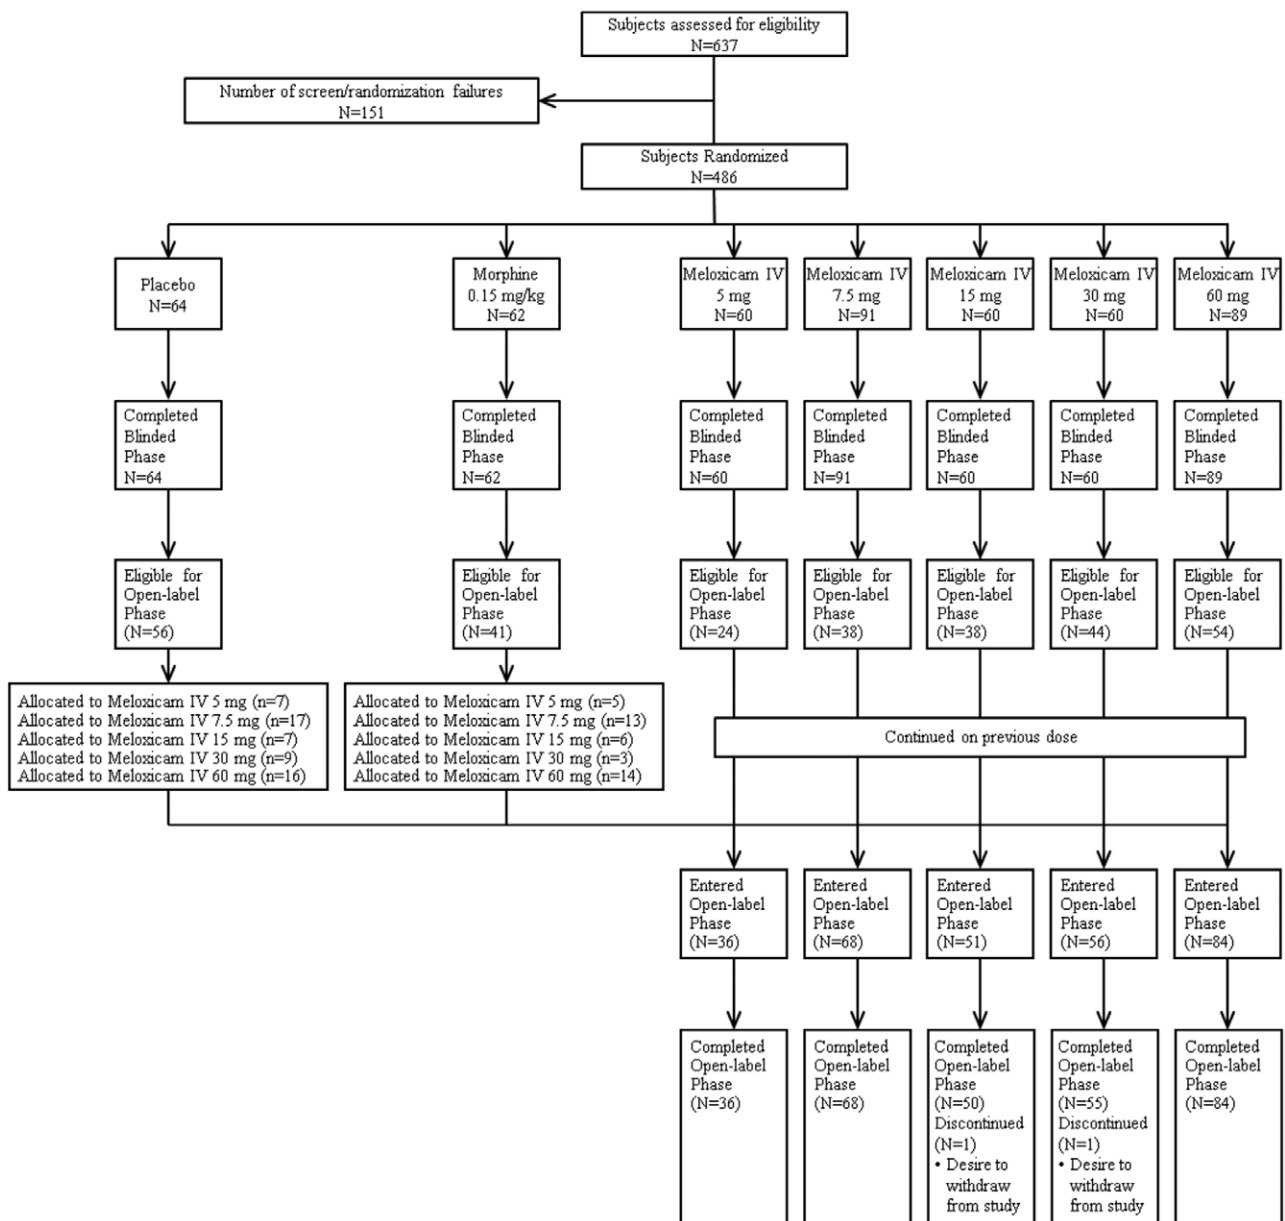 Subjects assessed for eligibility
N=637
Number of screen/randomization failures
N=151
Subjects Randomized
N=486
Placebo
N=64
Morphine
0.15 mg/kg
N=62
Meloxicam IV
5 mg
N=60
Meloxicam IV
7.5 mg
N=91
Meloxicam IV
15 mg
N=60
Meloxicam IV
30 mg
N=60
Meloxicam IV
60 mg
N=89
Completed
Blinded
Phase
N=64
Completed
Blinded
Phase
N=62
Completed
Blinded
Phase
N=60
Completed
Blinded
Phase
N=91
Completed
Blinded
Phase
N=60
Completed
Blinded
Phase
N=60
Completed
Blinded
Phase
N=89
Eligible for
Open-label
Phase
(N=56)
Eligible for
Open-label
Phase
(N=41)
Eligible for
Open-label
Phase
(N=24)
Eligible for
Open-label
Phase
(N=38)
Eligible for
Open-label
Phase
(N=38)
Eligible for
Open-label
Phase
(N=44)
Eligible for
Open-label
Phase
(N=54)
Allocated to Meloxicam IV 5 mg (n=7)
Allocated to Meloxicam IV 7.5 mg (n=17)
Allocated to Meloxicam IV 15 mg (n=7)
Allocated to Meloxicam IV 30 mg (n=9)
Allocated to Meloxicam IV 60 mg (n=16)
Allocated to Meloxicam IV 5 mg (n=5)
Allocated to Meloxicam IV 7.5 mg (n=13)
Allocated to Meloxicam IV 15 mg (n=6)
Allocated to Meloxicam IV 30 mg (n=3)
Allocated to Meloxicam IV 60 mg (n=14)
Continued on previous dose
Entered
Open-label
Phase
(N=36)
Entered
Open-label
Phase
(N=68)
Entered
Open-label
Phase
(N=51)
Entered
Open-label
Phase
(N=56)
Entered
Open-label
Phase
(N=84)
Completed
Open-label
Phase
(N=36)
Completed
Open-label
Phase
(N=68)
Completed
Open-label
Phase
(N=50)
Discontinued
(N=1)
• Desire to
withdraw
from study
Completed
Open-label
Phase
(N=55)
Discontinued
(N=1)
• Desire to
withdraw
from study
Completed
Open-label
Phase
(N=84)